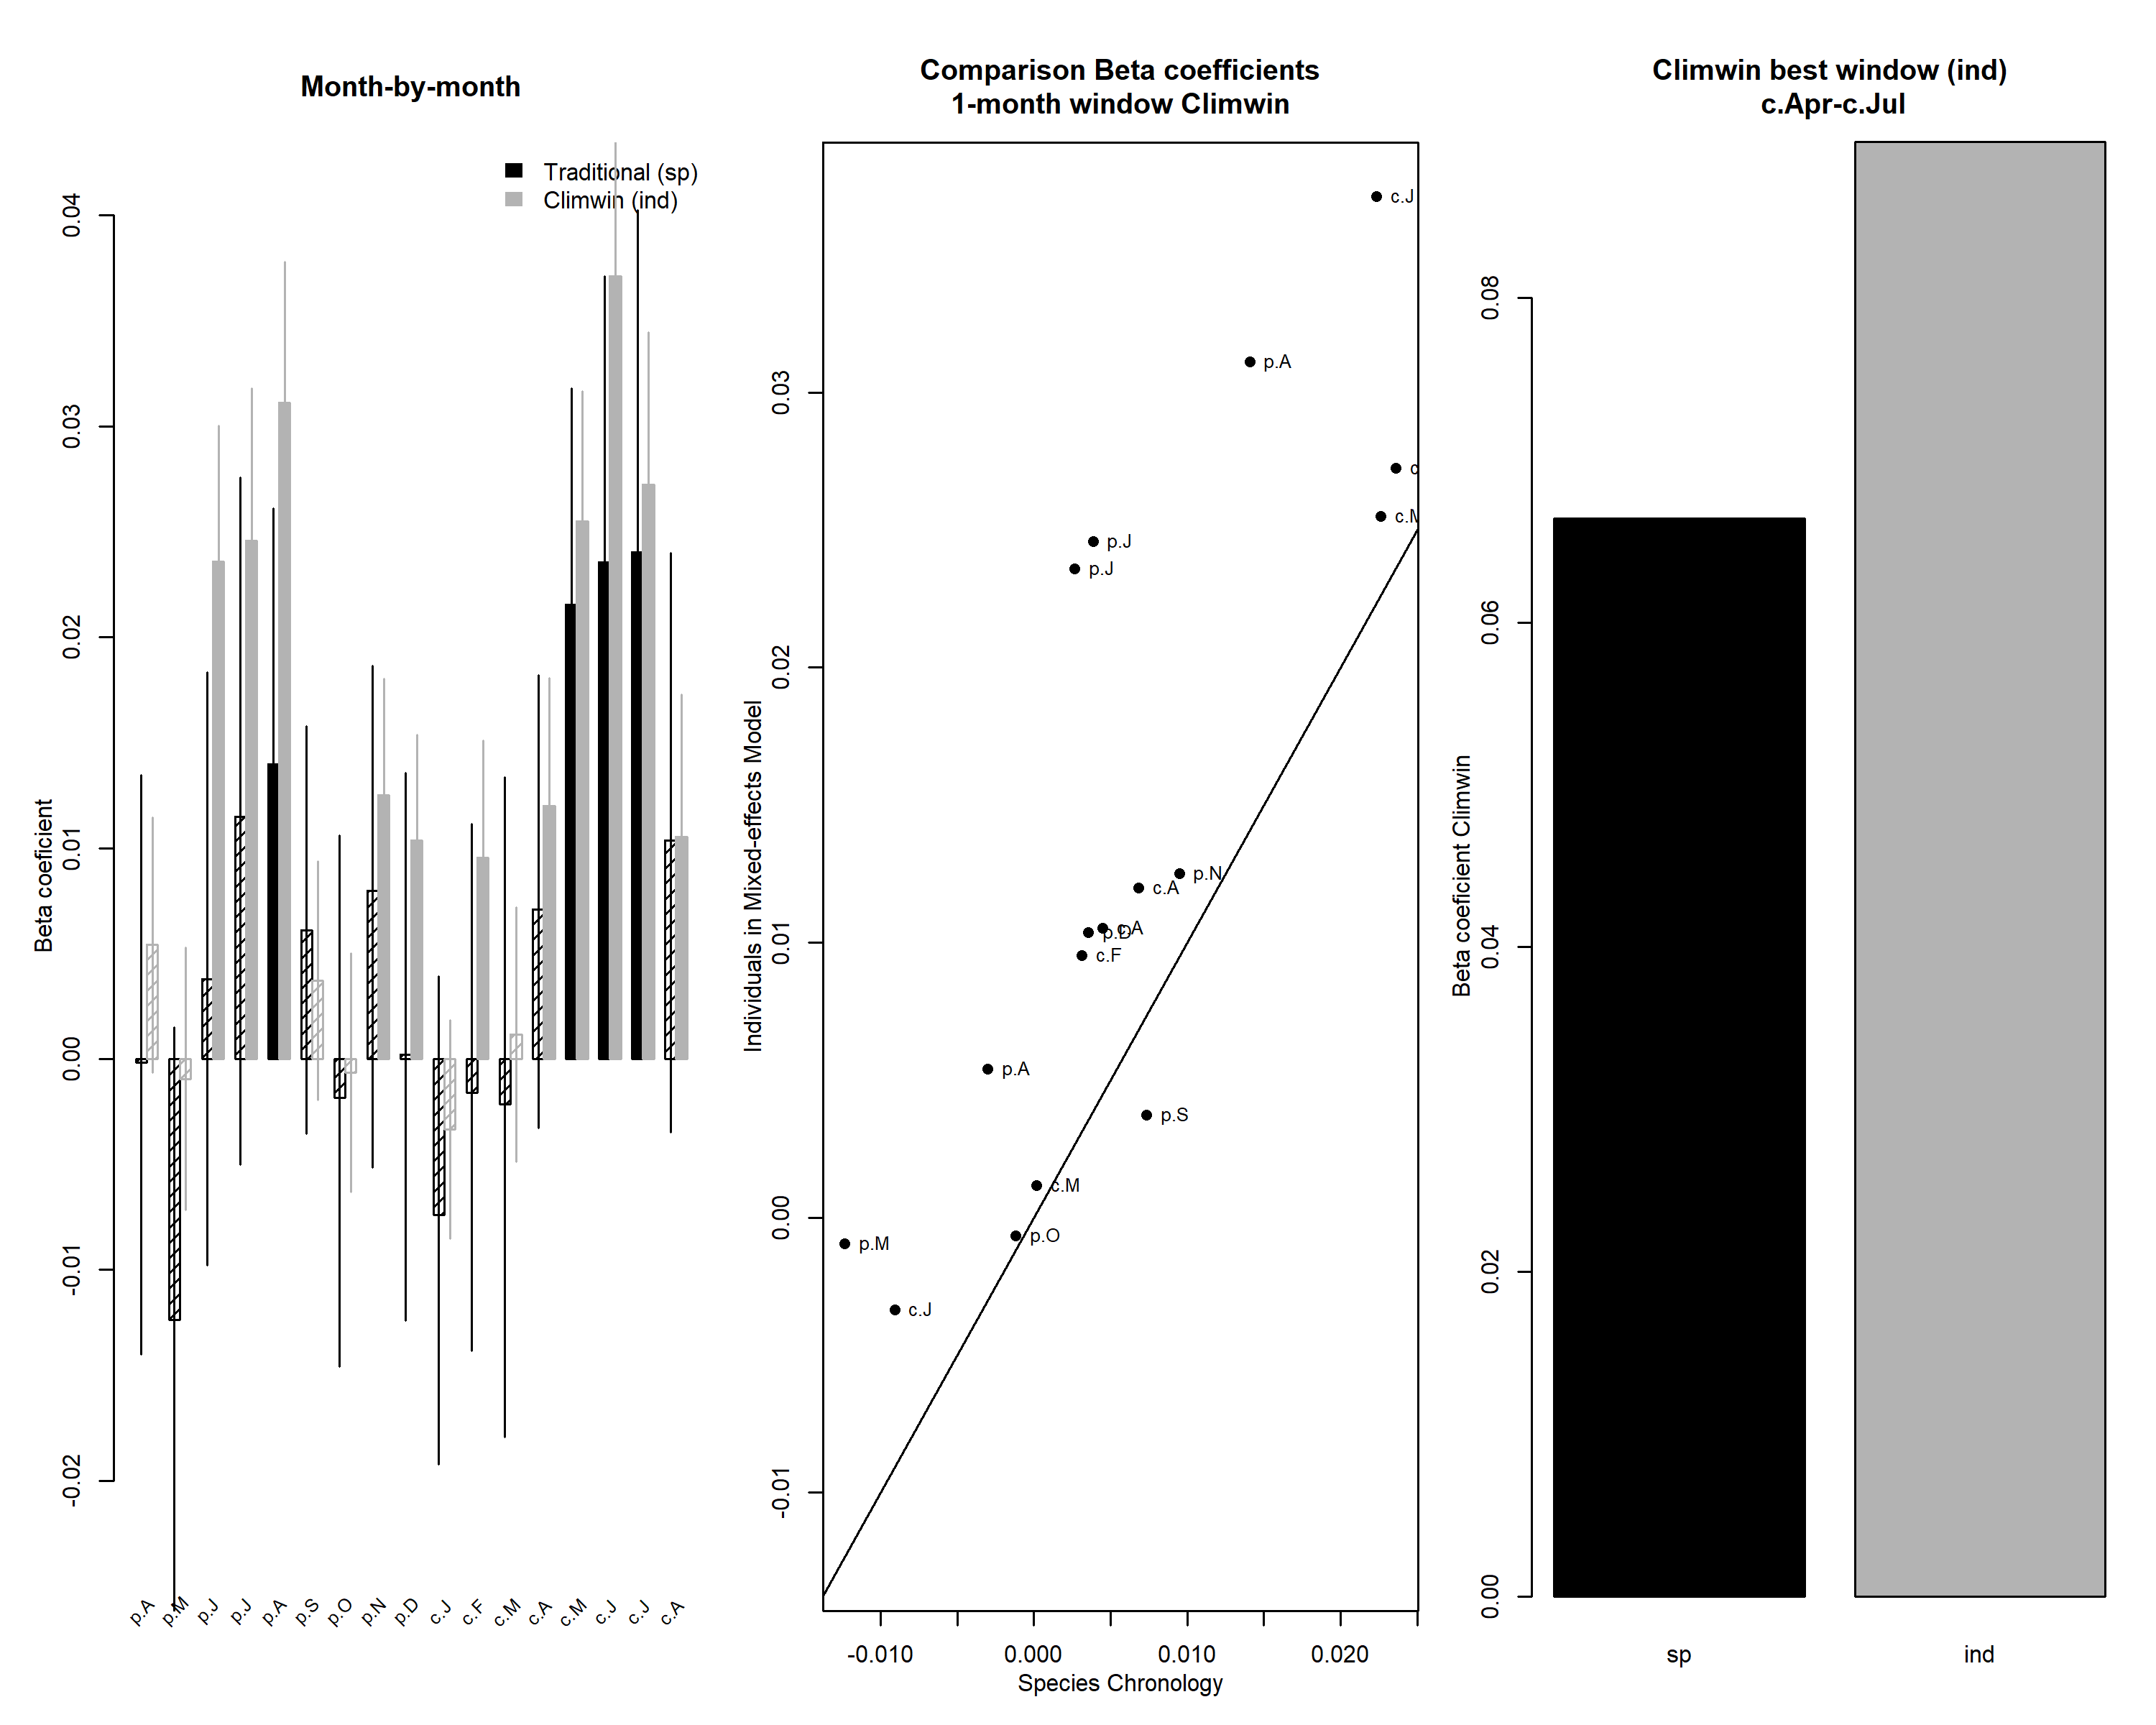 Month-by-month
Traditional (sp)
Climwin (ind)
Beta coeficient
0.04
0.03
0.02
0.01
0.00
-0.01
-0.02
p.A
p.M
p.J
p.J
p.A
p.S
p.O
p.N
p.D
c.J
c.F
c.M
c.A
c.M
c.J
c.J
c.A
Comparison Beta coefficients
1-month window Climwin
Individuals in Mixed-effects Model
0.03
0.02
0.01
0.00
-0.01
c.J
p.A
c
c.M
p.J
p.J
p.N
c.A
c.A
p.D
c.F
p.A
p.S
c.M
p.O
p.M
c.J
-0.010
0.000
0.010
0.020
Species Chronology
Climwin best window (ind)
c.Apr-c.Jul
Beta coeficient Climwin
0.08
0.06
0.04
0.02
0.00
sp
ind